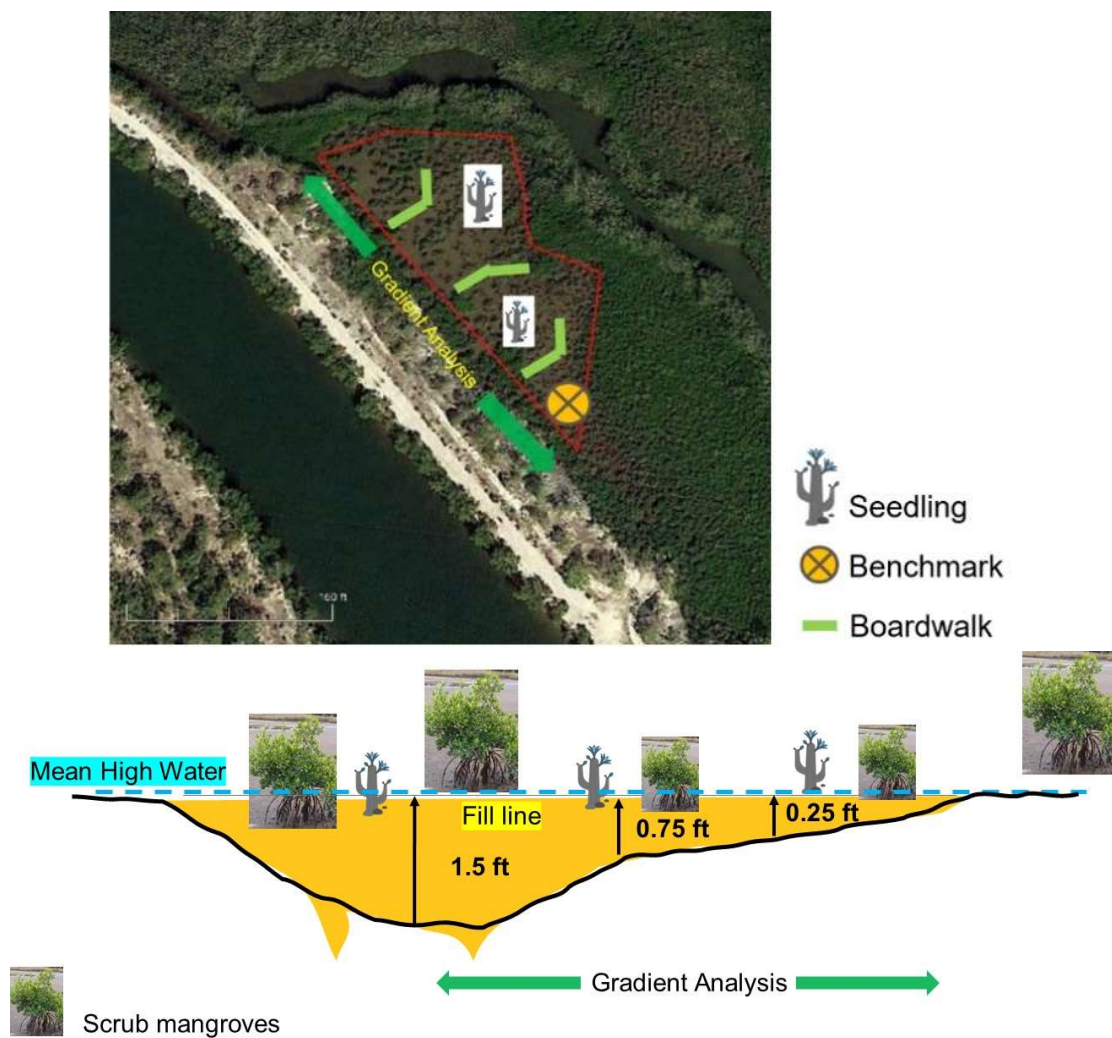 Gradient Analysis
Seedling
Benchmark
Boardwalk
Mean High Water
Fill line
1.5 ft
0.75 ft
0.25 ft
Gradient Analysis
Scrub mangroves